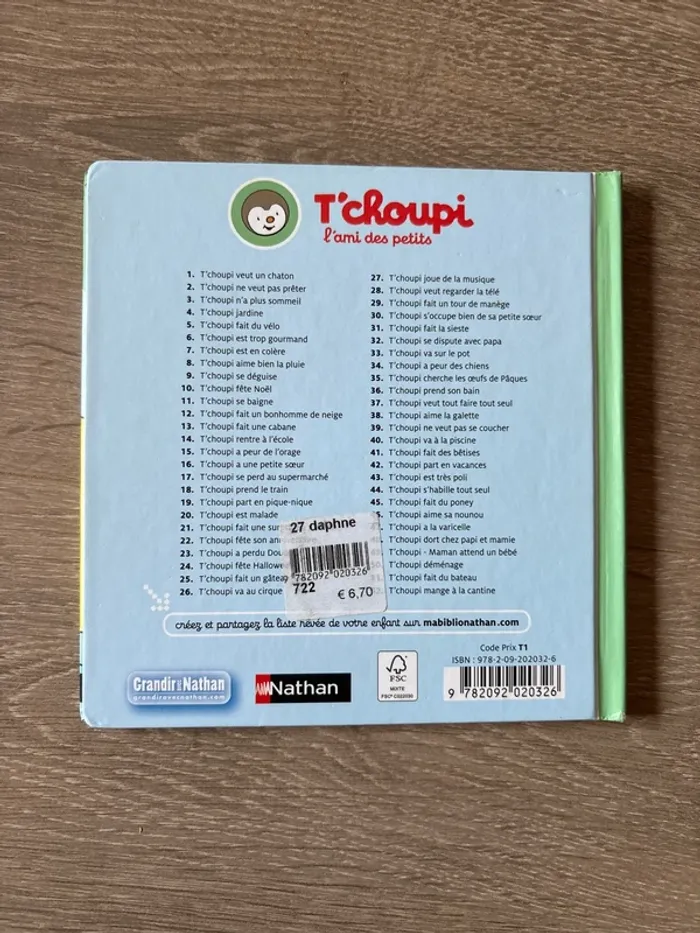 T'choupi
l'ami des petits
1. T'choupi veut un chaton
2. T'choupi ne veut pas prêter
3. T'choupi n'a plus sommeil
4. T'choupi jardine
5. T'choupi fait du vélo
6. T'choupi est trop gourmand
7. T'choupi est en colère
8. T'choupi aime bien la pluie
9. T'choupi se déguise
10. T'choupi fête Noël
11. T'choupi se baigne
12. T'choupi fait un bonhomme de neige
13. T'choupi fait une cabane
14. T'choupi rentre à l'école
15. T'choupi a peur de l'orage
16. T'choupi a une petite sœur
17. T'choupi se perd au supermarché
18. T'choupi prend le train
19. T'choupi part en pique-nique
20. T'choupi est malade
21. T'choupi fait une
22. T'choupi fête son anniversaire
23. T'choupi a perdu
24. T'choupi fête
25. T'choupi fait un gâteau
26. T'choupi va au cirque
27. T'choupi joue de la musique
28. T'choupi veut regarder la télé
29. T'choupi fait un tour de manège
30. T'choupi s'occupe bien de sa petite sœur
31. T'choupi fait la sieste
32. T'choupi se dispute avec papa
33. T'choupi va sur le pot
34. T'choupi a peur des chiens
35. T'choupi cherche les œufs de Pâques
36. T'choupi prend son bain
37. T'choupi veut tout faire tout seul
38. T'choupi aime la galette
39. T'choupi ne veut pas se coucher
40. T'choupi va à la piscine
41. T'choupi fait des bêtises
42. T'choupi part en vacances
43. T'choupi est très poli
44. T'choupi s'habille tout seul
45. T'choupi fait du poney
T'choupi aime sa nounou
T'choupi a la varicelle
T'choupi dort chez papi et mamie
T'choupi - Maman attend un bébé
T'choupi déménage
T'choupi fait du bateau
T'choupi mange à la cantine
27 daphne
782092 020326
722
€ 6,70
créez et partagez la liste rêvée de votre enfant sur mabiblionathan.com
Grandir avec Nathan
grandiravecnathan.com
Nathan
FSC
MIXTE
Code Prix T1
ISBN : 978-2-09-202032-6
9 782092 020326